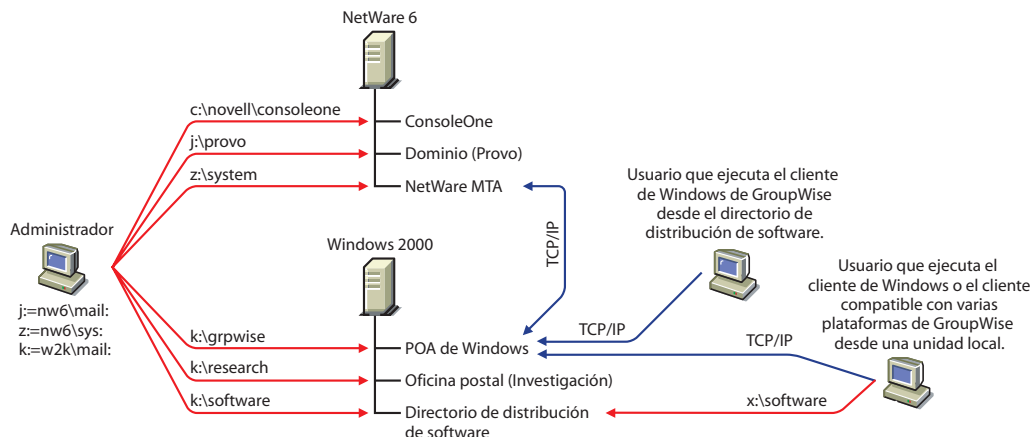 NetWare 6
c:\novell\consoleone
ConsoleOne
j:\provo
Dominio (Provo)
z:\system
NetWare MTA
Administrador
j:=nw6\mail:
z:=nw6\sys:
k:=w2k\mail:
Windows 2000
TCP/IP
Usuario que ejecuta el cliente
de Windows de GroupWise
desde el directorio de
distribución de software.
Usuario que ejecuta el
cliente de Windows o el cliente
compatible con varias
plataformas de GroupWise
desde una unidad local.
k:\grpwise
POA de Windows
TCP/IP
TCP/IP
k:\research
Oficina postal (Investigación)
k:\software
Directorio de distribución
de software
x:\software